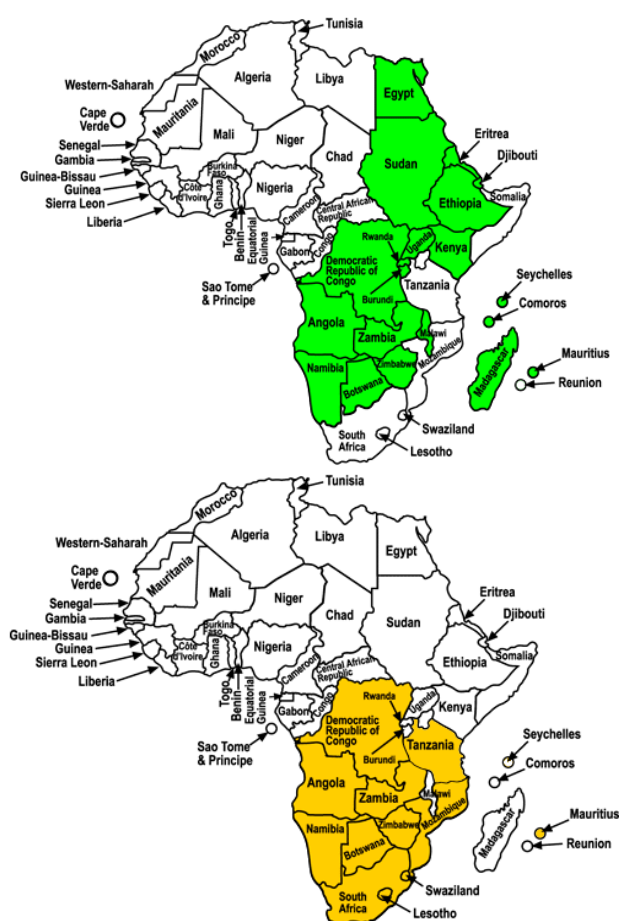 Tunisia
Morocco
Algeria
Libya
Egypt
Western-Saharah
Cape
Verde
Mauritania
Mali
Niger
Chad
Sudan
Eritrea
Djibouti
Senegal
Gambia
Guinea-Bissau
Guinea
Sierra Leon
Liberia
Burkina
Faso
Côte
d'Ivoire
Ghana
Togo
Benin
Nigeria
Cameroon
Central African
Republic
Ethiopia
Somalia
Equatorial
Guinea
Gabon
Congo
Sao Tome
& Principe
Democratic
Republic of
Congo
Rwanda
Uganda
Kenya
Burundi
Tanzania
Seychelles
Comoros
Angola
Zambia
Malawi
Mozambique
Namibia
Botswana
Zimbabwe
Madagascar
Mauritius
Reunion
South
Africa
Swaziland
Lesotho
Tunisia
Morocco
Algeria
Libya
Egypt
Western-Saharah
Cape
Verde
Mauritania
Mali
Niger
Chad
Sudan
Eritrea
Djibouti
Senegal
Gambia
Guinea-Bissau
Guinea
Sierra Leon
Liberia
Burkina
Faso
Côte
d'Ivoire
Ghana
Togo
Benin
Nigeria
Cameroon
Central African
Republic
Ethiopia
Somalia
Equatorial
Guinea
Gabon
Congo
Sao Tome
& Principe
Democratic
Republic of
Congo
Rwanda
Uganda
Kenya
Burundi
Tanzania
Seychelles
Comoros
Angola
Zambia
Malawi
Mozambique
Namibia
Botswana
Zimbabwe
Madagascar
Mauritius
Reunion
South
Africa
Swaziland
Lesotho